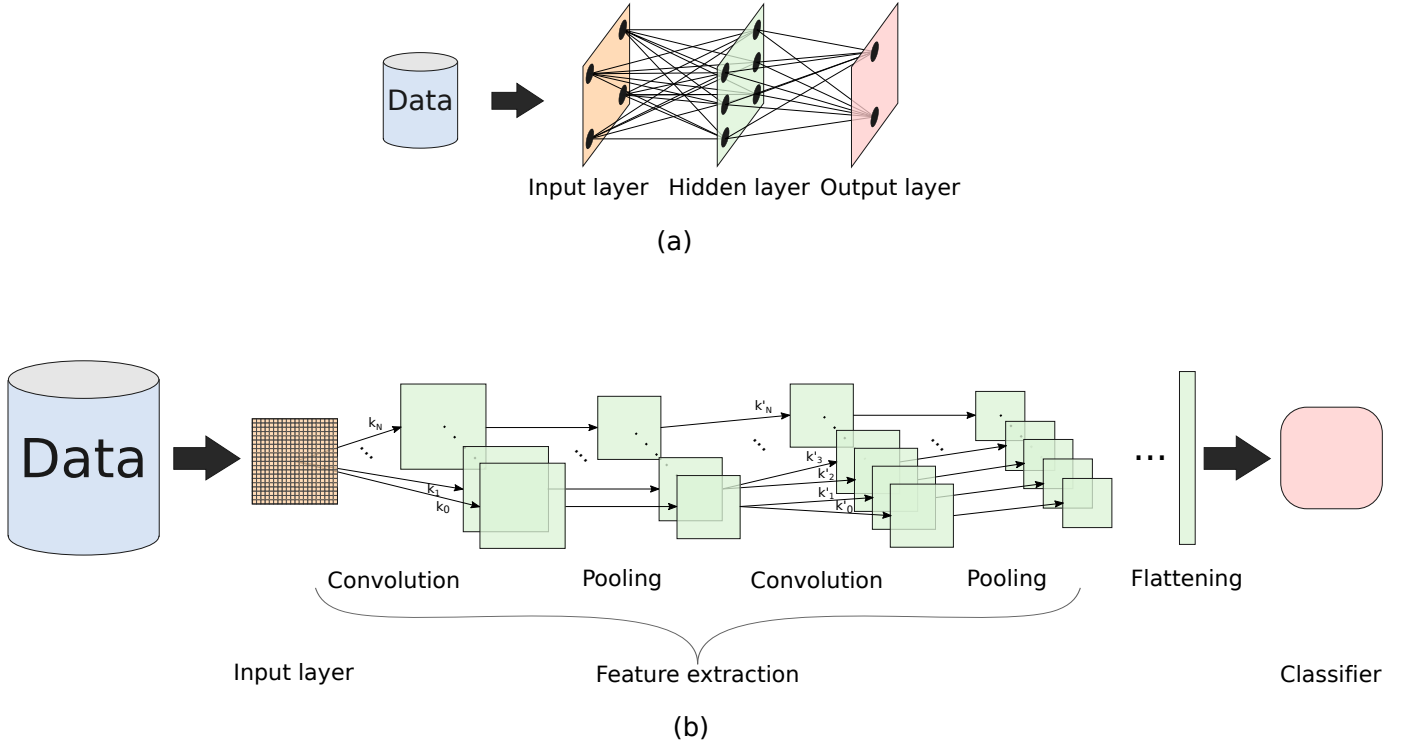 Data
Input layer Hidden layer Output layer
(a)
Data
k_N
k_1
k_0
k'_N
k'_3
k'_2
k'_1
k'_0
...
Convolution Pooling Convolution Pooling Flattening
Input layer Feature extraction Classifier
(b)